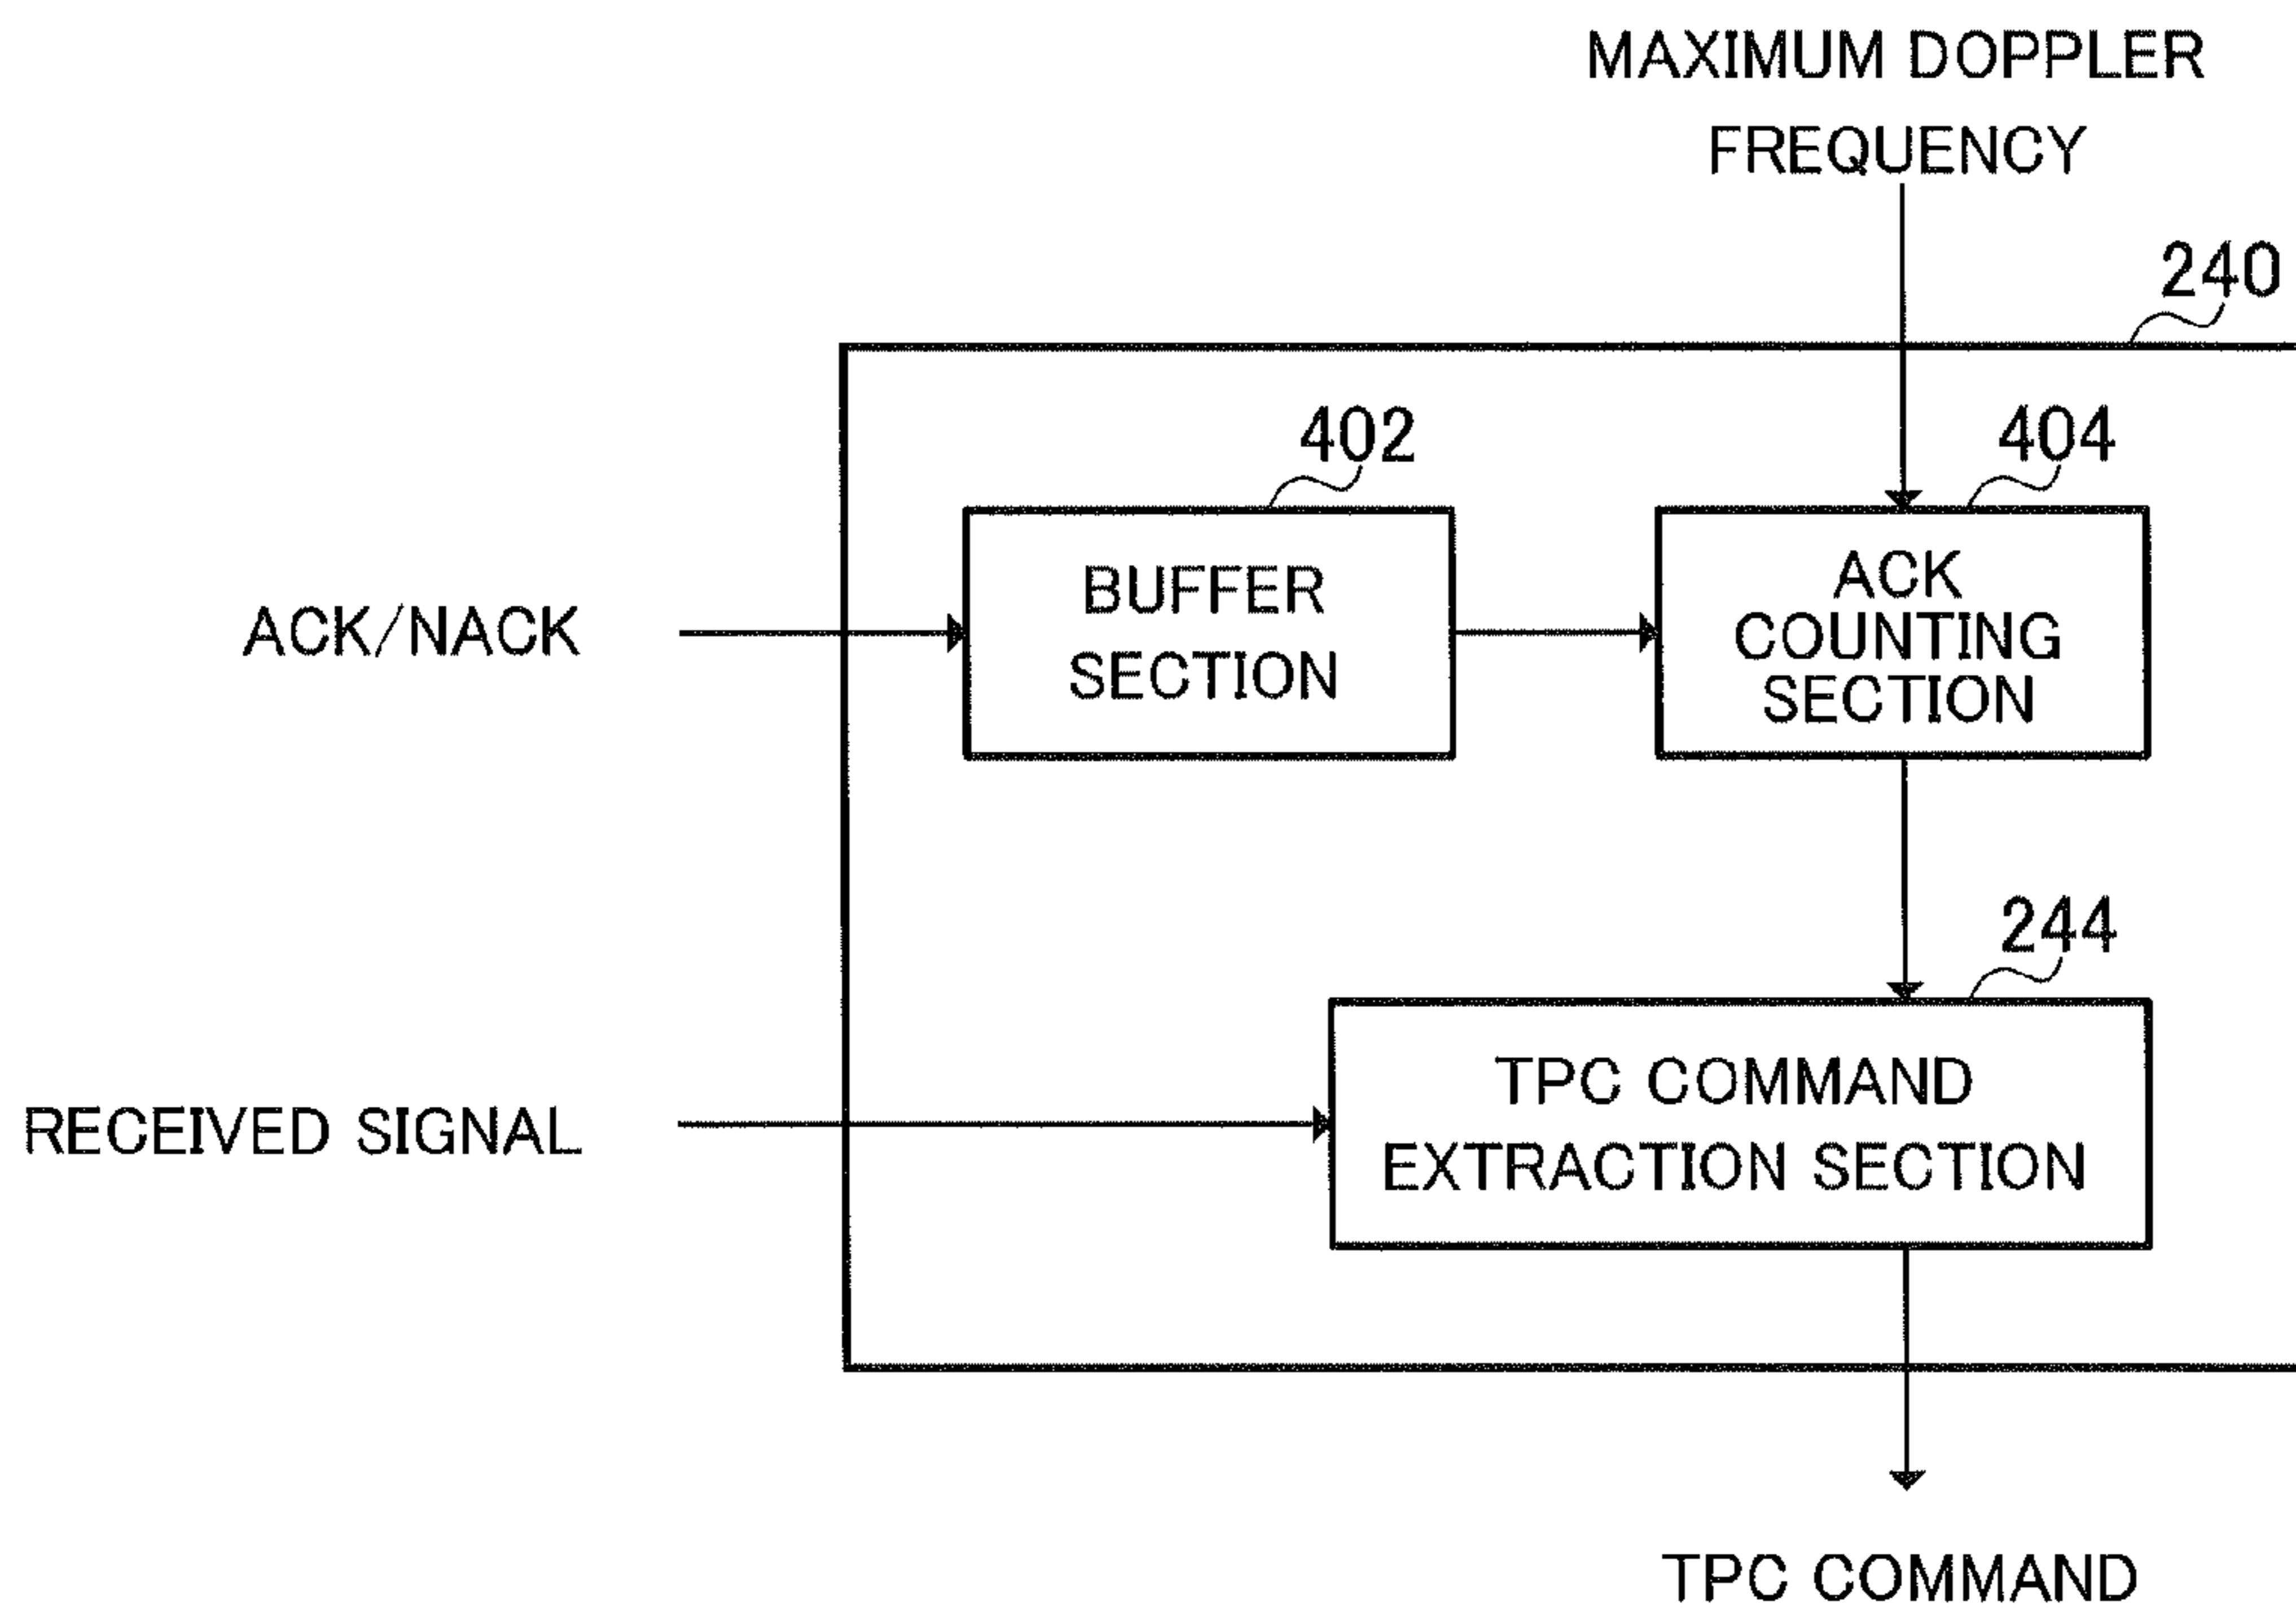 MAXIMUM DOPPLER
FREQUENCY
240
402
404
BUFFER
SECTION
ACK
COUNTING
SECTION
ACK/NACK
244
TPC COMMAND
EXTRACTION SECTION
RECEIVED SIGNAL
TPC COMMAND